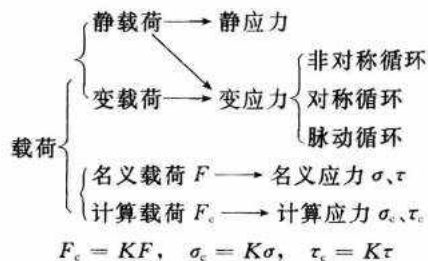 静载荷 静应力
非对称循环
变载荷 变应力 对称循环
脉动循环
载荷
名义载荷 F 名义应力 σ、τ
计算载荷 Fc 计算应力 σc、τc
Fc = KF, σc = Kσ, τc = Kτ